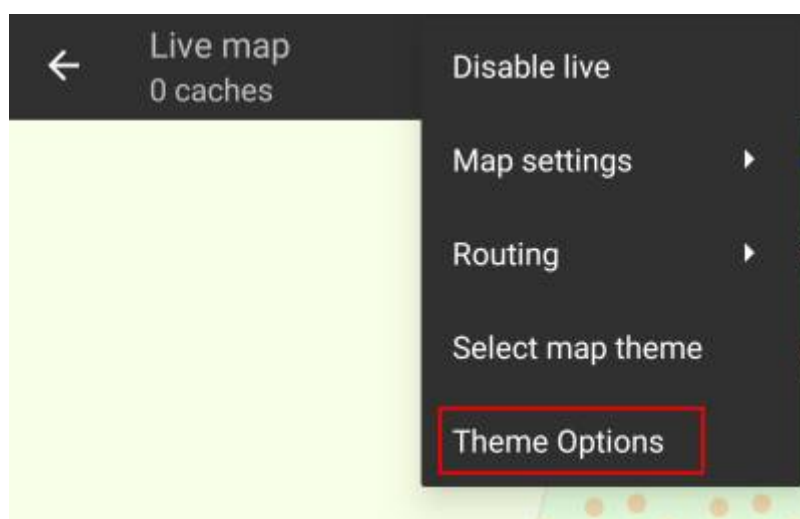 Live map
0 caches
Disable live
Map settings
Routing
Select map theme
Theme Options